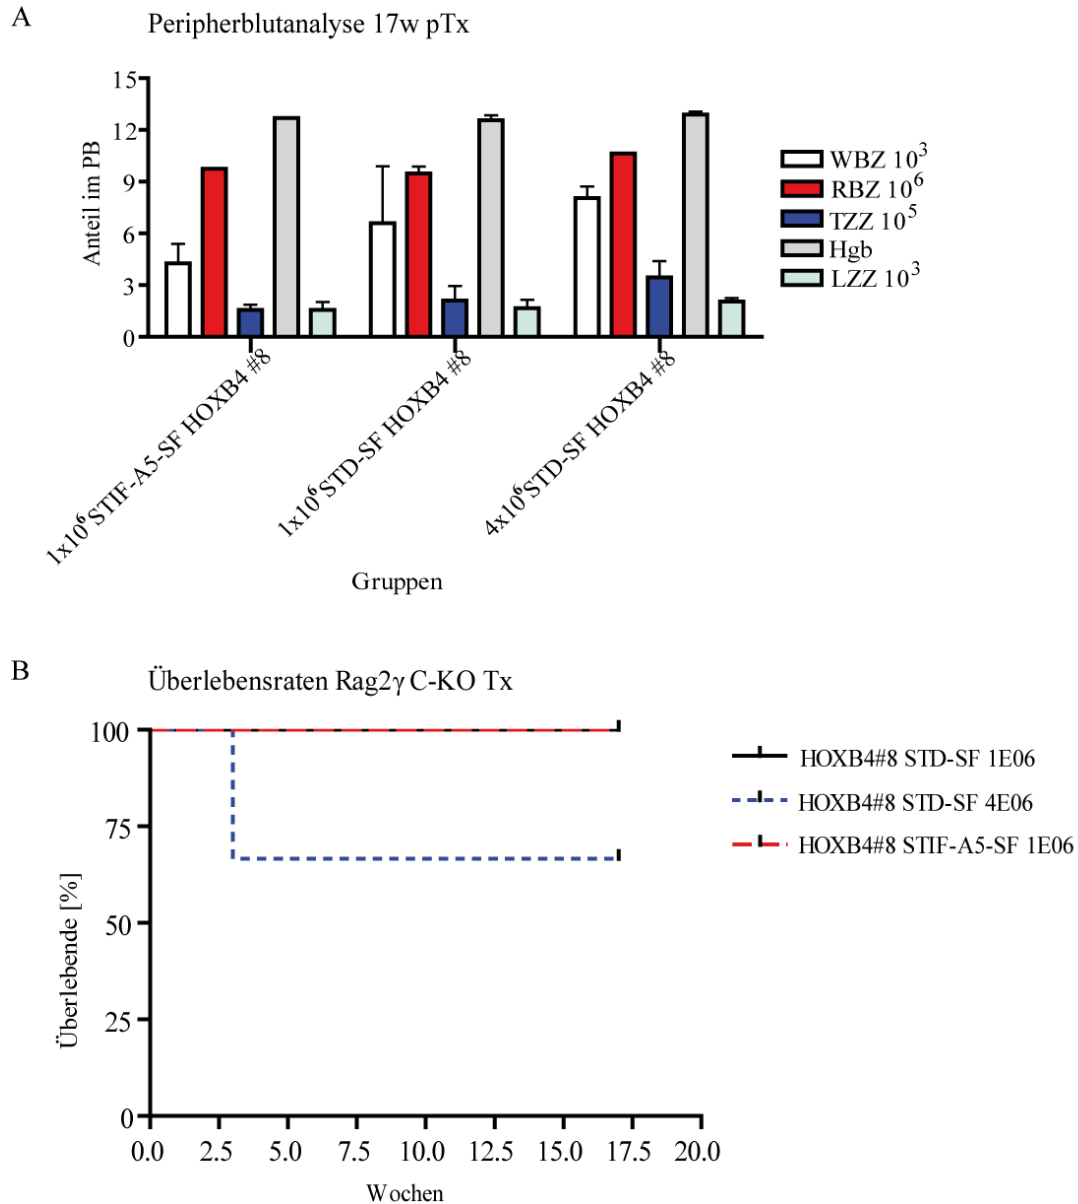 A
Peripherblutanalyse 17w pTx
15
12
9
6
3
0
Anteil im PB
WBZ 10³
RBZ 10⁶
TZZ 10⁵
Hgb
LZZ 10³
1x10⁶STIF-A5-SF HOXB4 #8
1x10⁶STD-SF HOXB4 #8
4x10⁶STD-SF HOXB4 #8
Gruppen
B
Überlebensraten Rag2γ C-KO Tx
100
75
50
25
0
Überlebende [%]
HOXB4#8 STD-SF 1E06
HOXB4#8 STD-SF 4E06
HOXB4#8 STIF-A5-SF 1E06
0.0 2.5 5.0 7.5 10.0 12.5 15.0 17.5 20.0
Wochen